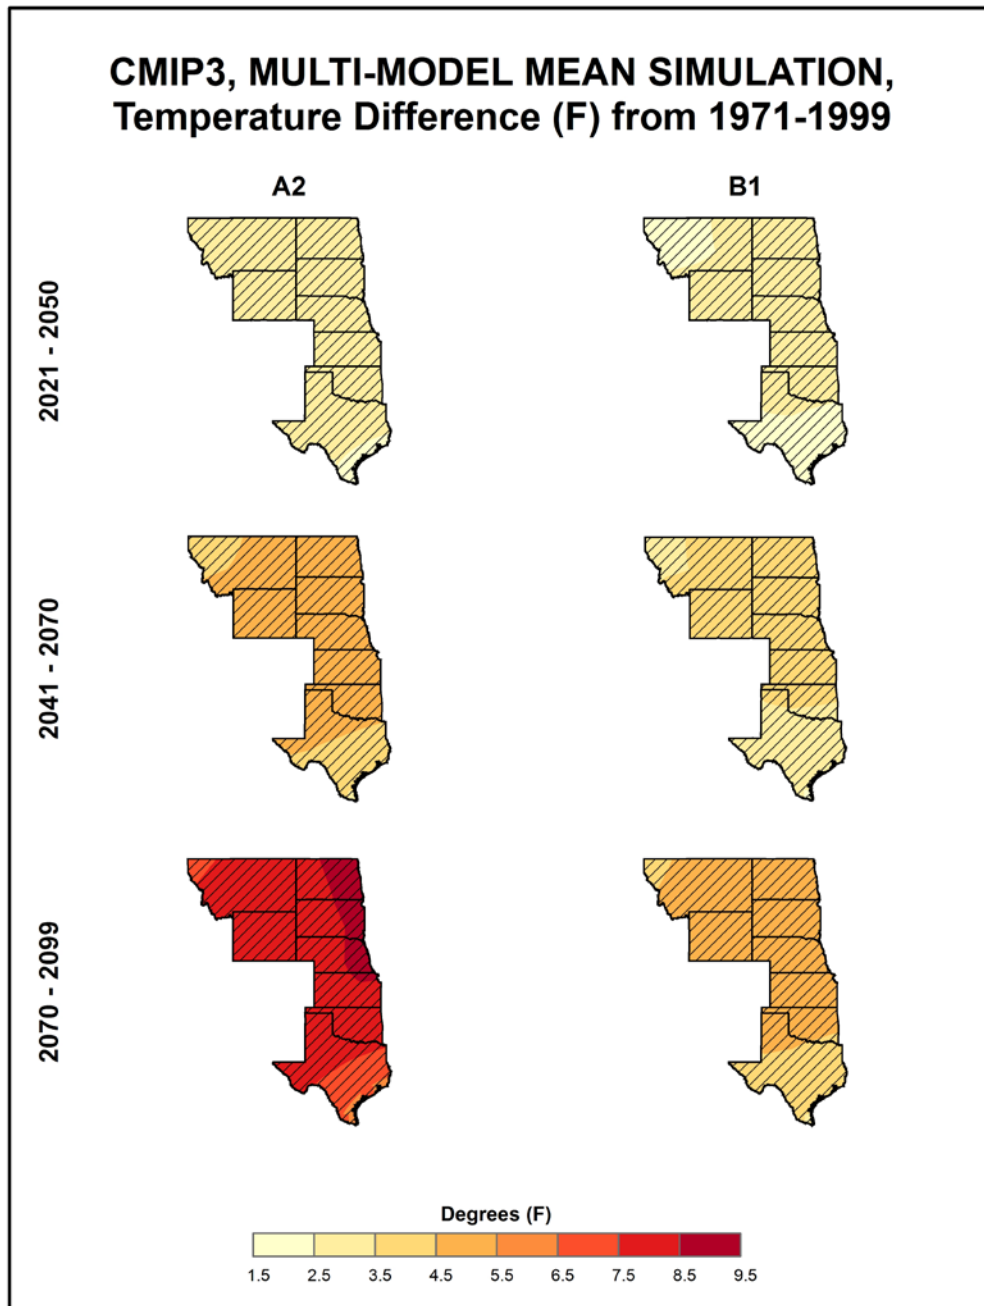 CMIP3, MULTI-MODEL MEAN SIMULATION,
Temperature Difference (F) from 1971-1999
A2
B1
2021 - 2050
2041 - 2070
2070 - 2099
Degrees (F)
1.5 2.5 3.5 4.5 5.5 6.5 7.5 8.5 9.5